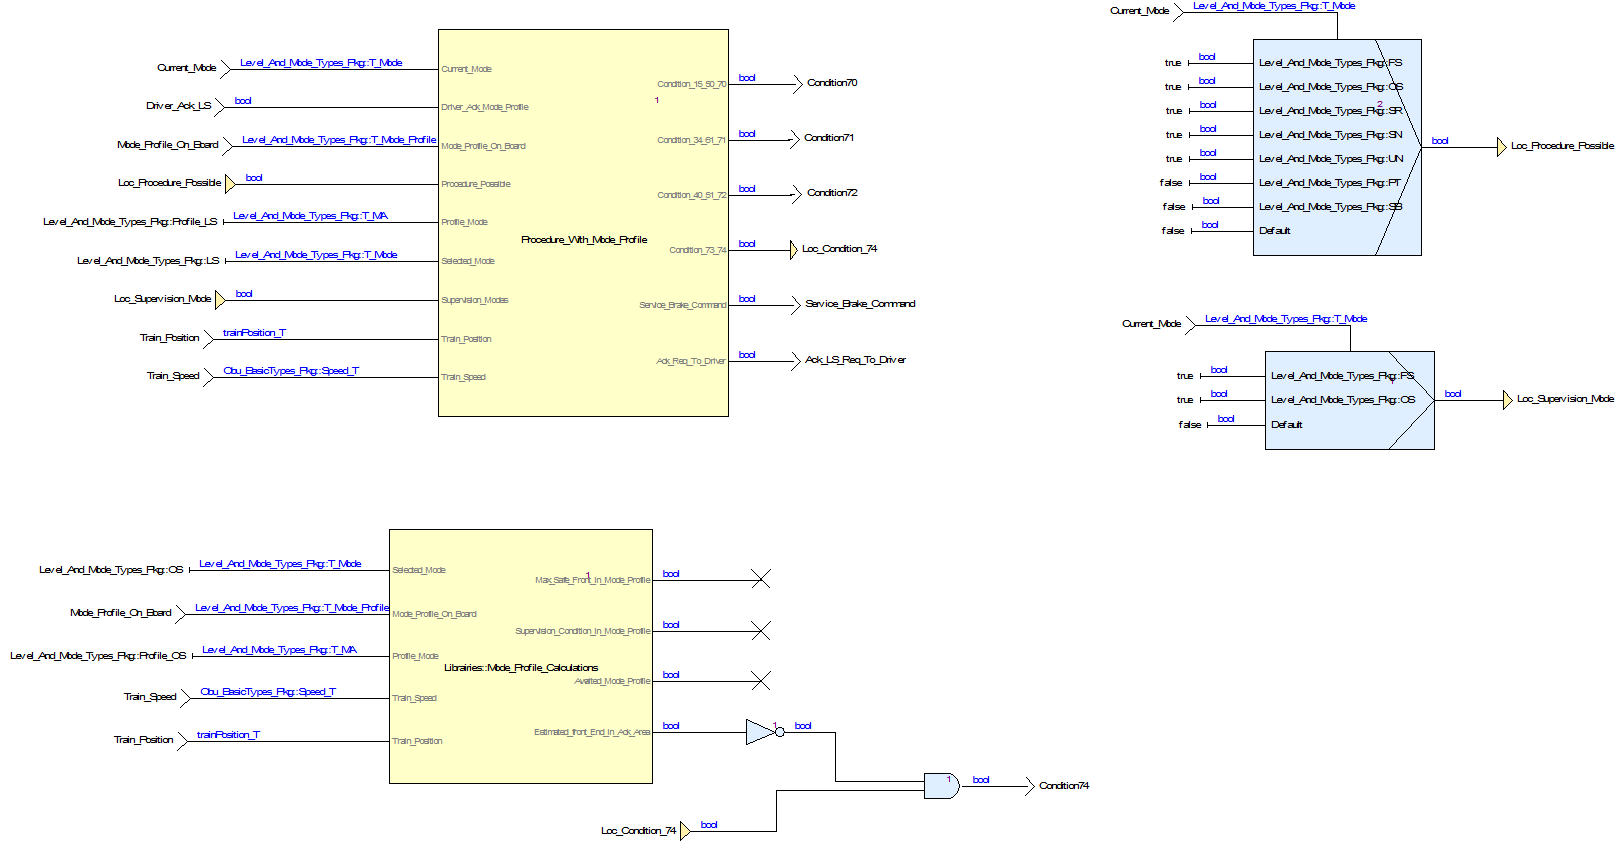 Current_Mode
Level_And_Mode_Types_Pkg::T_Mode
Driver_Ack_LS
bool
Mode_Profile_On_Board
Level_And_Mode_Types_Pkg::T_Mode_Profile
Loc_Procedure_Possible
bool
Level_And_Mode_Types_Pkg::Profile_LS
Level_And_Mode_Types_Pkg::T_MA
Level_And_Mode_Types_Pkg::LS
Level_And_Mode_Types_Pkg::T_Mode
Loc_Supervision_Mode
bool
Train_Position
trainPosition_T
Train_Speed
Obu_BasicTypes_Pkg::Speed_T
Current_Mode
Driver_Ack_Mode_Profile
Mode_Profile_On_Board
Procedure_Possible
Profile_Mode
Selected_Mode
Supervision_Modes
Train_Position
Train_Speed
1
Procedure_With_Mode_Profile
Condition_15_50_70
Condition_34_61_71
Condition_40_51_72
Condition_73_74
Service_Brake_Command
Ack_Req_To_Driver
bool
Condition70
bool
Condition71
bool
Condition72
bool
Loc_Condition_74
bool
Service_Brake_Command
bool
Ack_LS_Req_To_Driver
Current_Mode
Level_And_Mode_Types_Pkg::T_Mode
true
bool
Level_And_Mode_Types_Pkg::FS
true
bool
Level_And_Mode_Types_Pkg::OS
2
true
bool
Level_And_Mode_Types_Pkg::SR
true
bool
Level_And_Mode_Types_Pkg::SN
true
bool
Level_And_Mode_Types_Pkg::UN
false
bool
Level_And_Mode_Types_Pkg::PT
false
bool
Level_And_Mode_Types_Pkg::SB
false
bool
Default
bool
Loc_Procedure_Possible
Current_Mode
Level_And_Mode_Types_Pkg::T_Mode
true
bool
Level_And_Mode_Types_Pkg::FS
1
true
bool
Level_And_Mode_Types_Pkg::OS
false
bool
Default
bool
Loc_Supervision_Mode
Level_And_Mode_Types_Pkg::OS
Level_And_Mode_Types_Pkg::T_Mode
Mode_Profile_On_Board
Level_And_Mode_Types_Pkg::T_Mode_Profile
Level_And_Mode_Types_Pkg::Profile_OS
Level_And_Mode_Types_Pkg::T_MA
Train_Speed
Obu_BasicTypes_Pkg::Speed_T
Train_Position
trainPosition_T
Selected_Mode
Mode_Profile_On_Board
Profile_Mode
Train_Speed
Train_Position
1
Librairies::Mode_Profile_Calculations
Max_Safe_Front_In_Mode_Profile
Supervision_Condition_In_Mode_Profile
Awaited_Mode_Profile
Estimated_front_End_In_Ack_Area
bool
bool
bool
bool
1
bool
Loc_Condition_74
bool
1
bool
Condition74